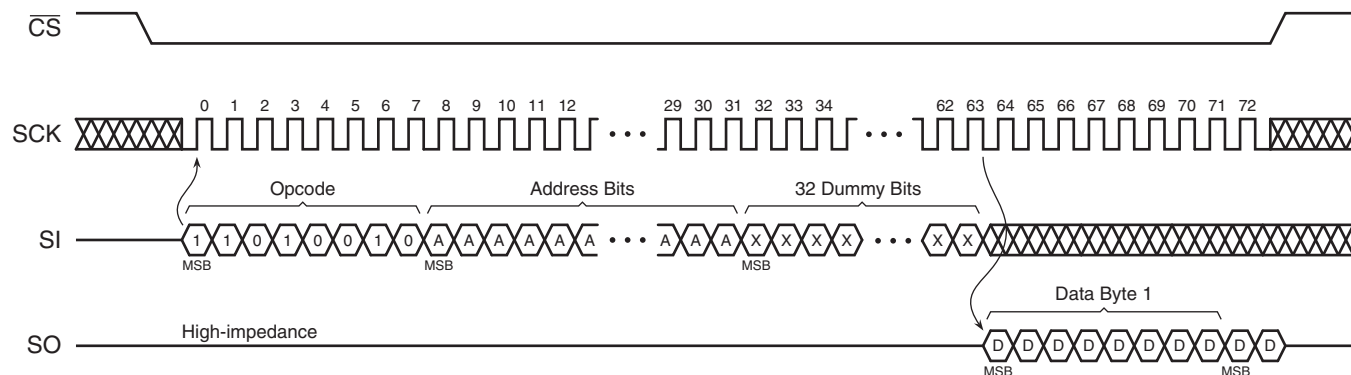 CS
0 1 2 3 4 5 6 7 8 9 10 11 12 29 30 31 32 33 34 62 63 64 65 66 67 68 69 70 71 72
SCK
Opcode Address Bits 32 Dummy Bits
SI 1 1 0 1 0 0 1 0 A A A A A A A A A X X X X X X
MSB MSB MSB
Data Byte 1
High-impedance
SO D D D D D D D D D D
MSB MSB